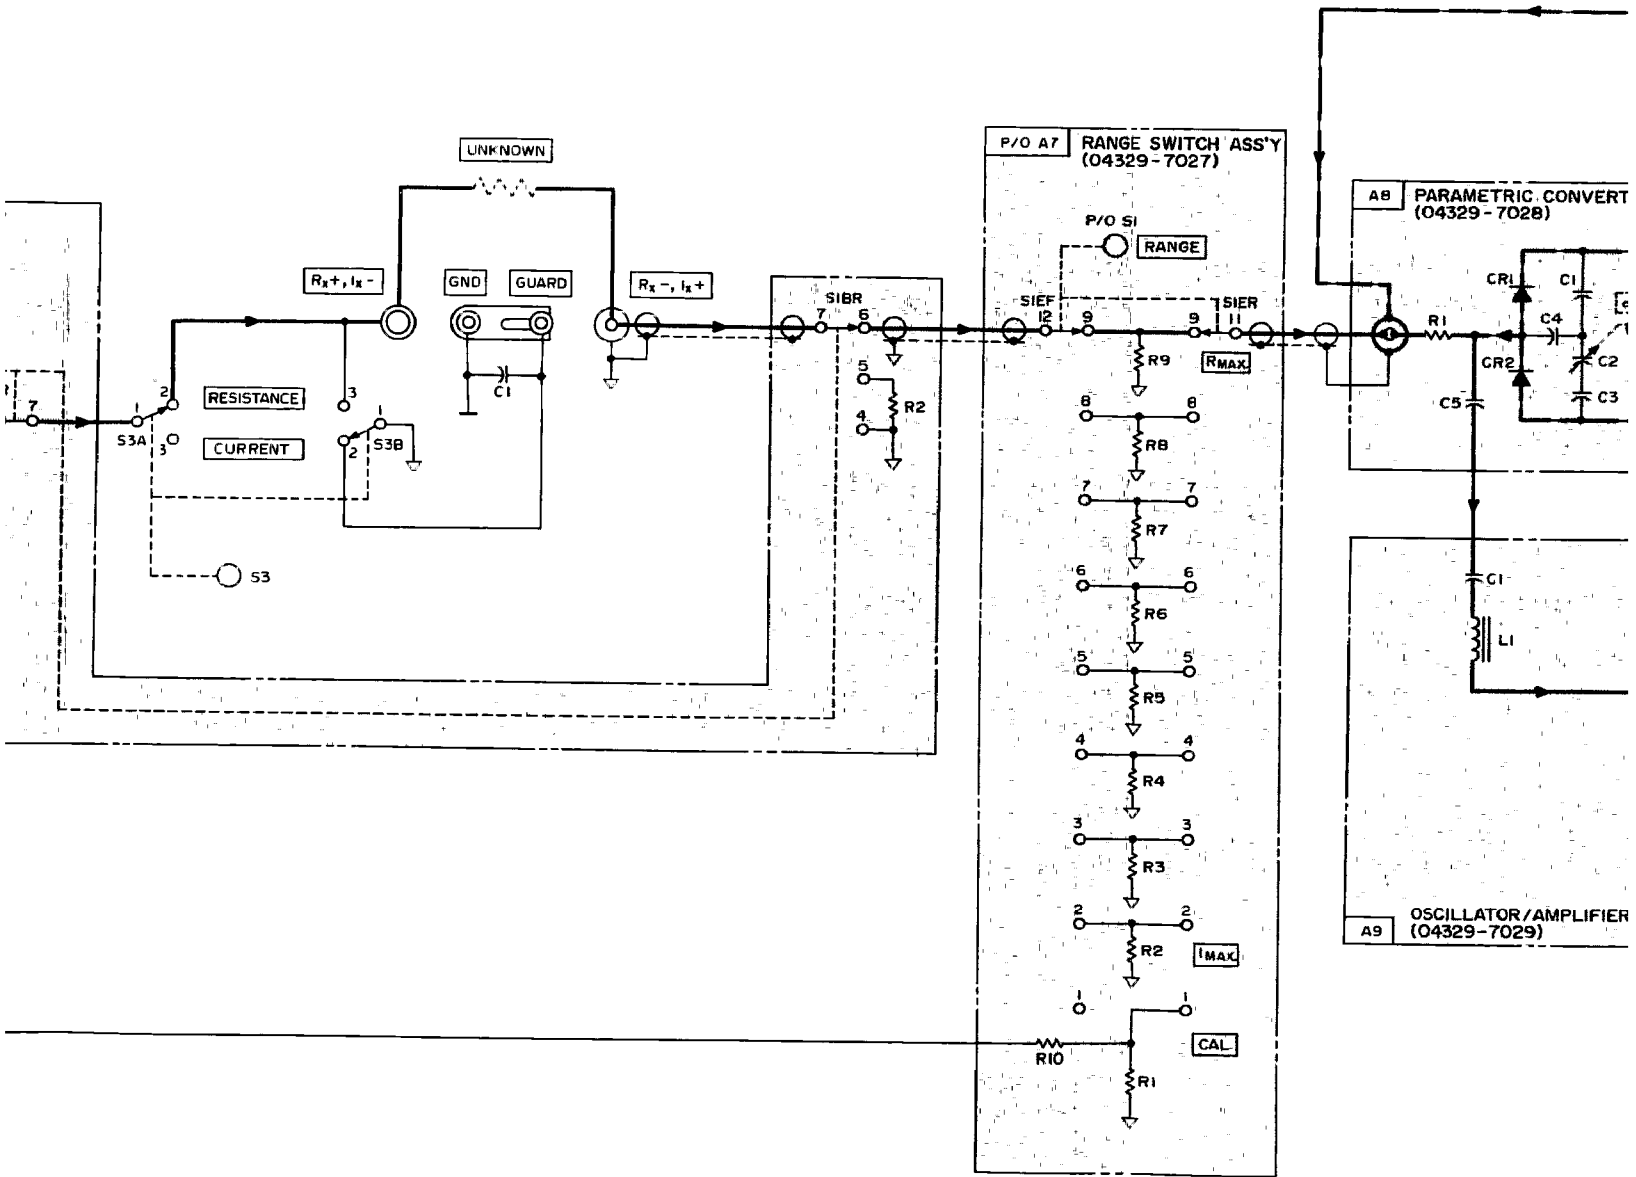 UNKNOWN
Rx+, Ix-
GND
GUARD
Rx-, Ix+
7
1
2
3
S3A
RESISTANCE
CURRENT
3
1
2
S3B
C1
S3
S1BR
7
6
5
4
R2
P/O A7
RANGE SWITCH ASS'Y
(04329-7027)
P/O S1
RANGE
S1EF
12
9
9
S1ER
11
R9
RMAX
8
8
R8
7
7
R7
6
6
R6
5
5
R5
4
4
R4
3
3
R3
2
2
R2
IMAX
1
1
CAL
R10
R1
A8
PARAMETRIC CONVERT
(04329-7028)
CR1
C1
R1
C4
CR2
C2
C5
C3
C1
L1
A9
OSCILLATOR/AMPLIFIER
(04329-7029)